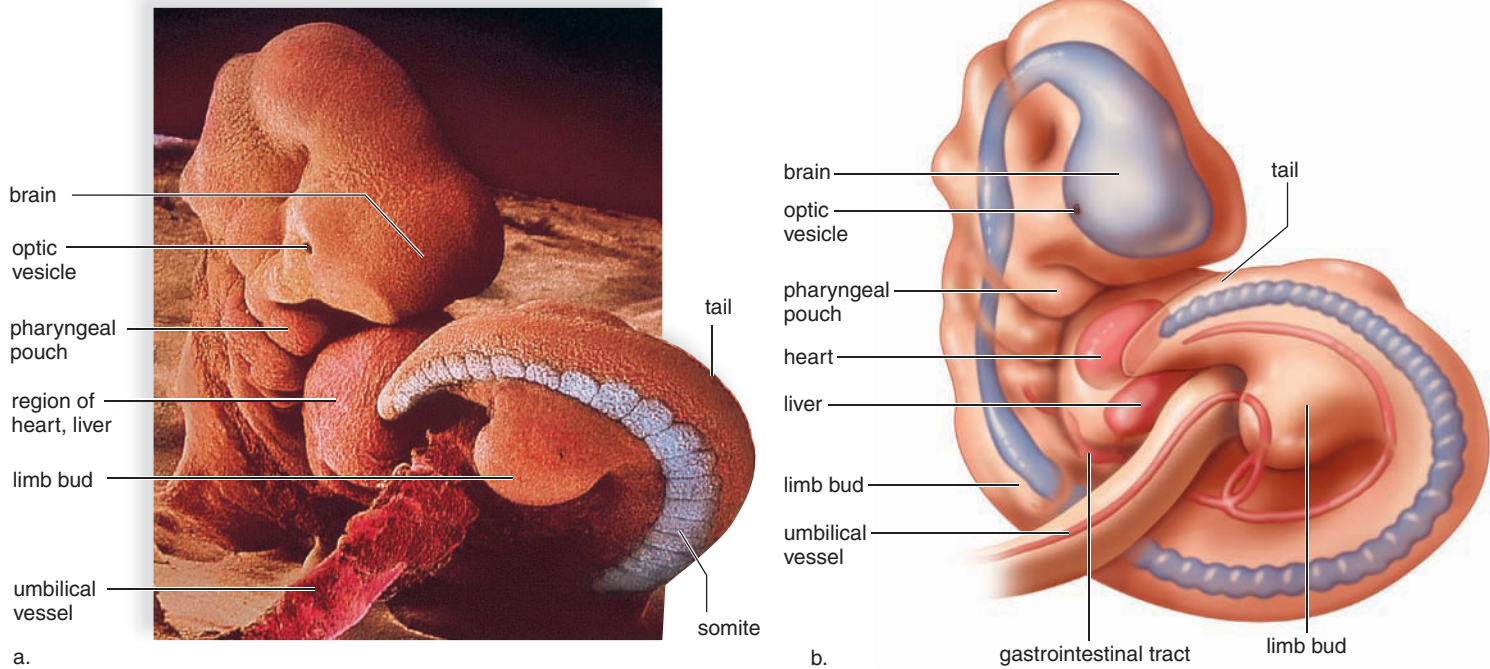 brain
optic
vesicle
pharyngeal
pouch
region of
heart, liver
limb bud
umbilical
vessel
tail
somite
a.
brain
optic
vesicle
pharyngeal
pouch
heart
liver
limb bud
umbilical
vessel
tail
gastrointestinal tract
limb bud
b.